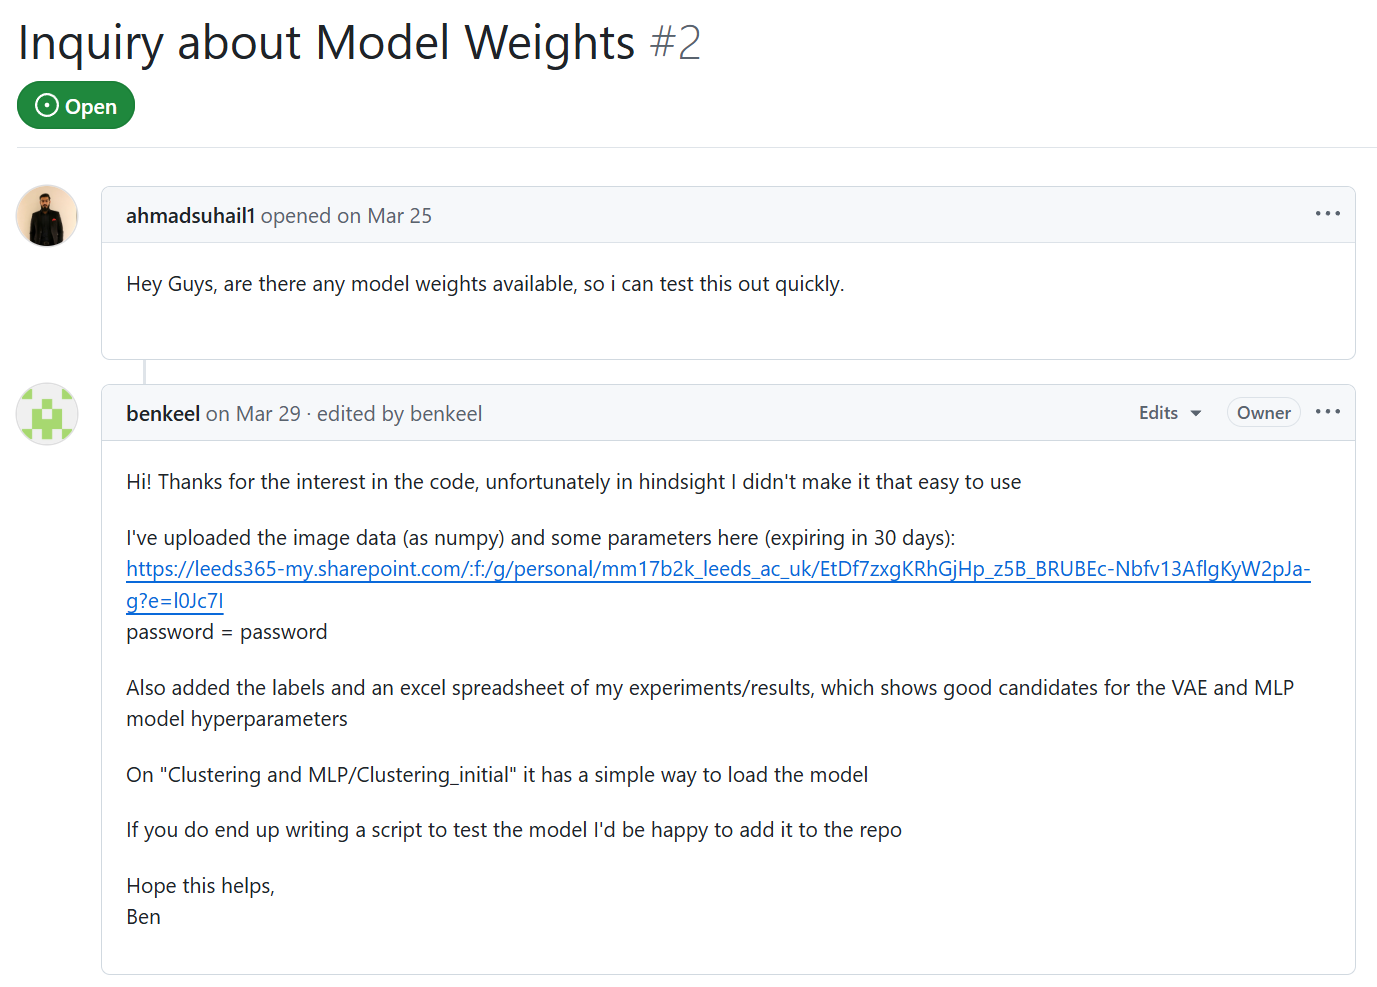 Inquiry about Model Weights #2
Open
ahmadsuhail1 opened on Mar 25
Hey Guys, are there any model weights available, so i can test this out quickly.
benkeel on Mar 29 · edited by benkeel
Edits
Owner
Hi! Thanks for the interest in the code, unfortunately in hindsight I didn't make it that easy to use
I've uploaded the image data (as numpy) and some parameters here (expiring in 30 days):
https://leeds365-my.sharepoint.com/:f:/g/personal/mm17b2k_leeds_ac_uk/EtDf7zxgKRhGjHp_z5B_BRUBEc-Nbfv13AflgKyW2pJa-
g?e=l0Jc7I
password = password
Also added the labels and an excel spreadsheet of my experiments/results, which shows good candidates for the VAE and MLP
model hyperparameters
On "Clustering and MLP/Clustering_initial" it has a simple way to load the model
If you do end up writing a script to test the model I'd be happy to add it to the repo
Hope this helps,
Ben